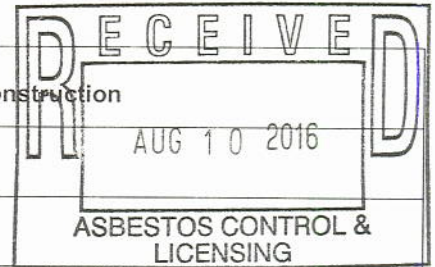 RECEIVED
nstruction
AUG 10 2016
ASBESTOS CONTROL &
LICENSING